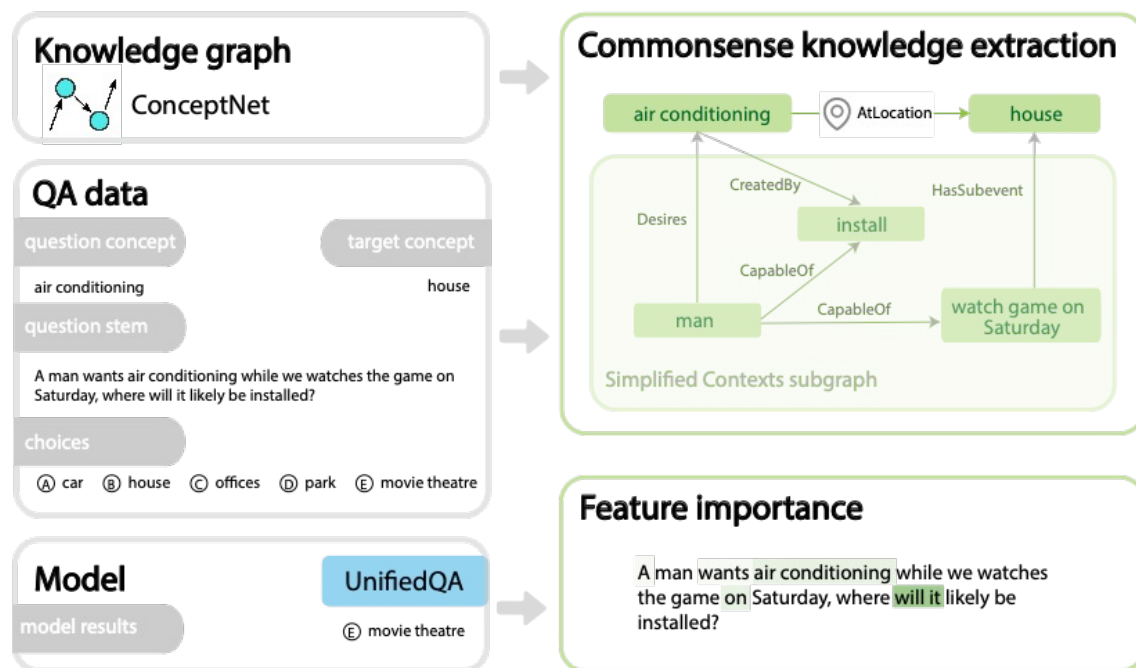 Knowledge graph
ConceptNet
QA data
question concept
target concept
air conditioning
house
question stem
A man wants air conditioning while we watches the game on
Saturday, where will it likely be installed?
choices
A car B house C offices D park E movie theatre
Model
UnifiedQA
model results
E movie theatre
Commonsense knowledge extraction
air conditioning
AtLocation
house
CreatedBy
HasSubevent
Desires
install
CapableOf
man
CapableOf
watch game on
Saturday
Simplified Contexts subgraph
Feature importance
A man wants air conditioning while we watches
the game on Saturday, where will it likely be
installed?